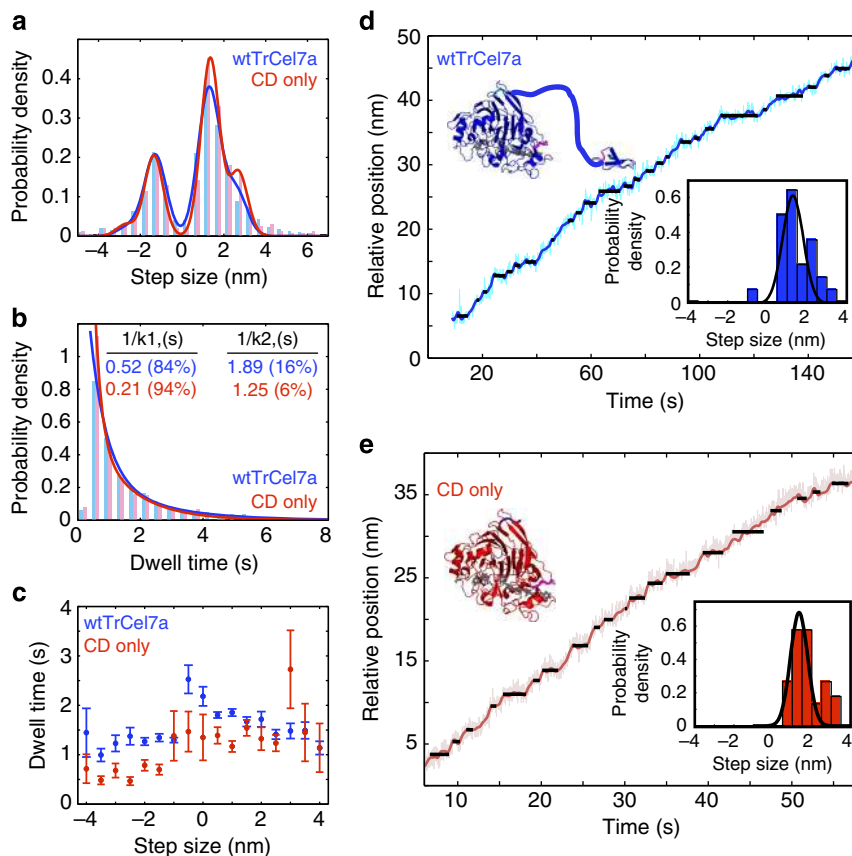 a
wtTrCel7a
CD only
Probability density
0.5
0.4
0.3
0.2
0.1
0
−4 −2 0 2 4 6
Step size (nm)
b
1/k1,(s) 1/k2,(s)
0.52 (84%) 1.89 (16%)
0.21 (94%) 1.25 (6%)
wtTrCel7a
CD only
Probability density
1
0.8
0.6
0.4
0.2
0
0 2 4 6 8
Dwell time (s)
c
wtTrCel7a
CD only
Dwell time (s)
4
3
2
1
0
−4 −2 0 2 4
Step size (nm)
d
wtTrCel7a
Relative position (nm)
50
40
30
20
10
0
20 60 100 140
Time (s)
Probability
density
0.6
0.4
0.2
0
−4 −2 0 2 4
Step size (nm)
e
CD only
Relative position (nm)
35
25
15
5
10 20 30 40 50
Time (s)
Probability
density
0.6
0.4
0.2
0
−4 −2 0 2 4
Step size (nm)